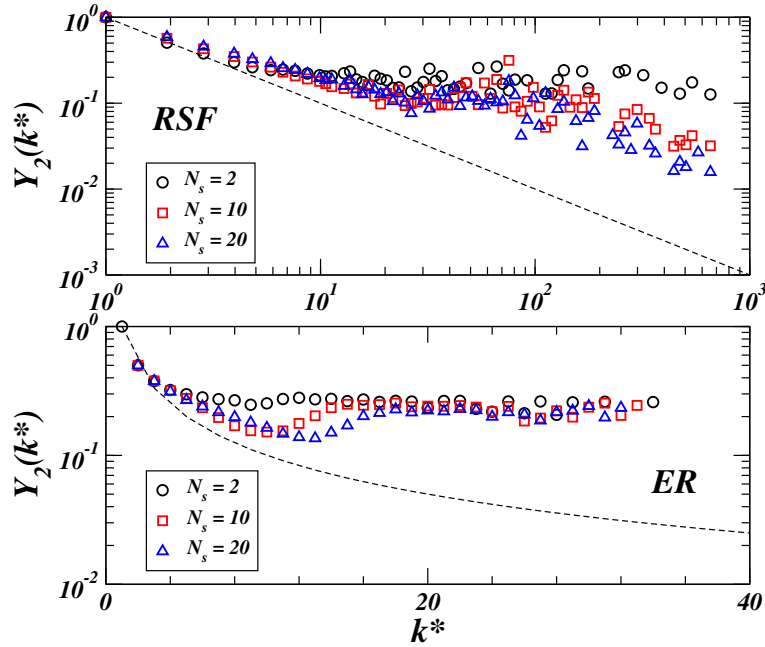 10^0
10^-1
10^-2
10^-3
Y_2(k*)
RSF
N_s = 2
N_s = 10
N_s = 20
10^0 10^1 10^2 10^3
10^0
10^-1
10^-2
Y_2(k*)
N_s = 2
N_s = 10
N_s = 20
ER
0 20 40
k*